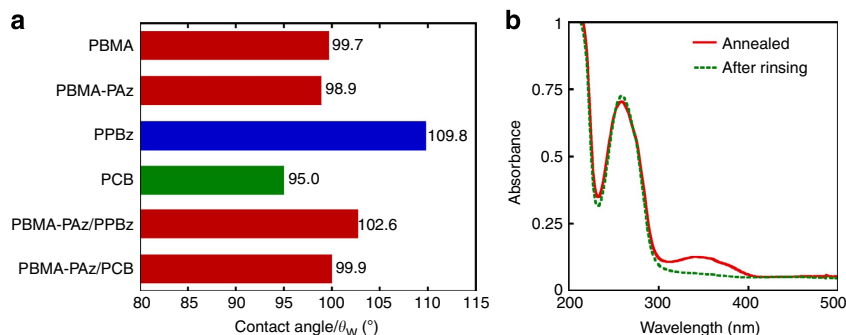 a
PBMA
99.7
PBMA-PAz
98.9
PPBz
109.8
PCB
95.0
PBMA-PAz/PPBz
102.6
PBMA-PAz/PCB
99.9
80 85 90 95 100 105 110 115
Contact angle/θW (°)
b
Annealed
After rinsing
1
0.75
0.5
0.25
0
200 300 400 500
Absorbance
Wavelength (nm)